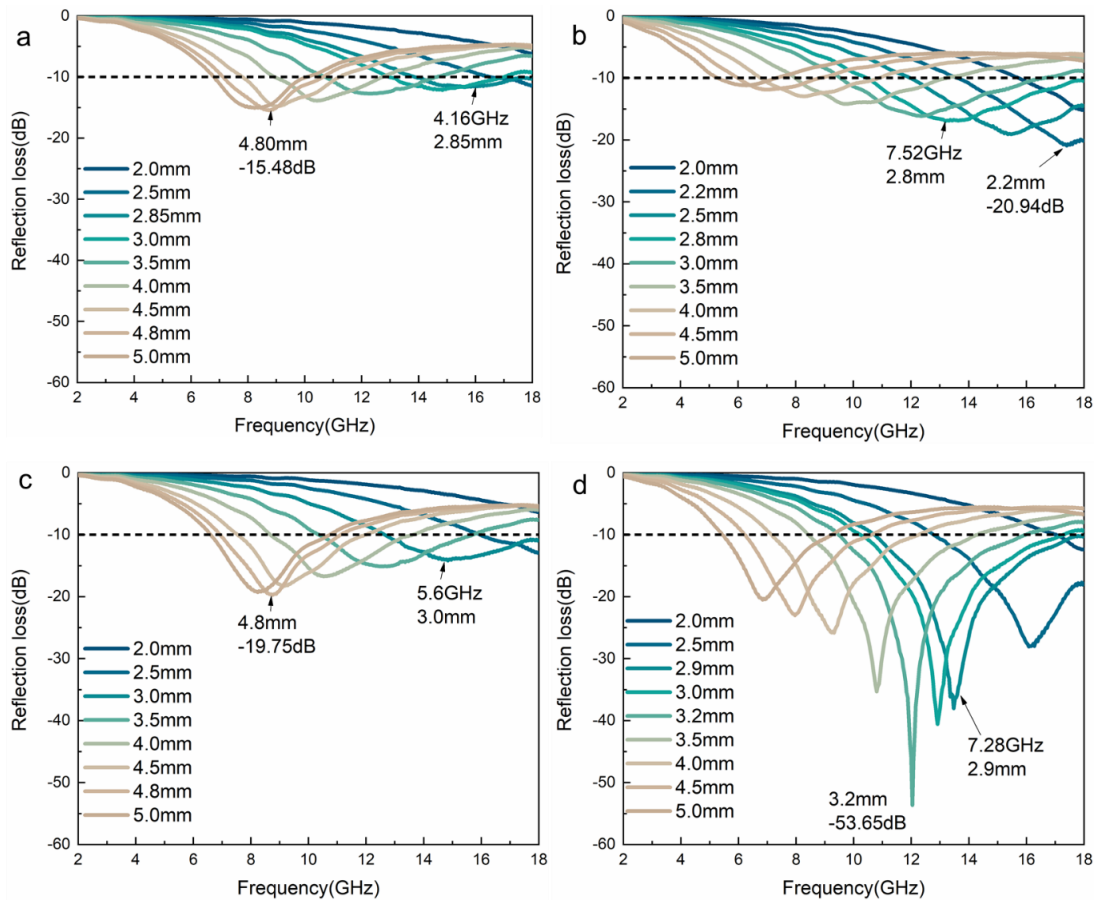 a
Reflection loss(dB)
0
-10
-20
-30
-40
-50
-60
4.80mm
-15.48dB
4.16GHz
2.85mm
2.0mm
2.5mm
2.85mm
3.0mm
3.5mm
4.0mm
4.5mm
4.8mm
5.0mm
2 4 6 8 10 12 14 16 18
Frequency(GHz)
b
Reflection loss(dB)
0
-10
-20
-30
-40
-50
-60
7.52GHz
2.8mm
2.2mm
-20.94dB
2.0mm
2.2mm
2.5mm
2.8mm
3.0mm
3.5mm
4.0mm
4.5mm
5.0mm
2 4 6 8 10 12 14 16 18
Frequency(GHz)
c
Reflection loss(dB)
0
-10
-20
-30
-40
-50
-60
4.8mm
-19.75dB
5.6GHz
3.0mm
2.0mm
2.5mm
3.0mm
3.5mm
4.0mm
4.5mm
4.8mm
5.0mm
2 4 6 8 10 12 14 16 18
Frequency(GHz)
d
Reflection loss(dB)
0
-10
-20
-30
-40
-50
-60
2.0mm
2.5mm
2.9mm
3.0mm
3.2mm
3.5mm
4.0mm
4.5mm
5.0mm
7.28GHz
2.9mm
3.2mm
-53.65dB
2 4 6 8 10 12 14 16 18
Frequency(GHz)